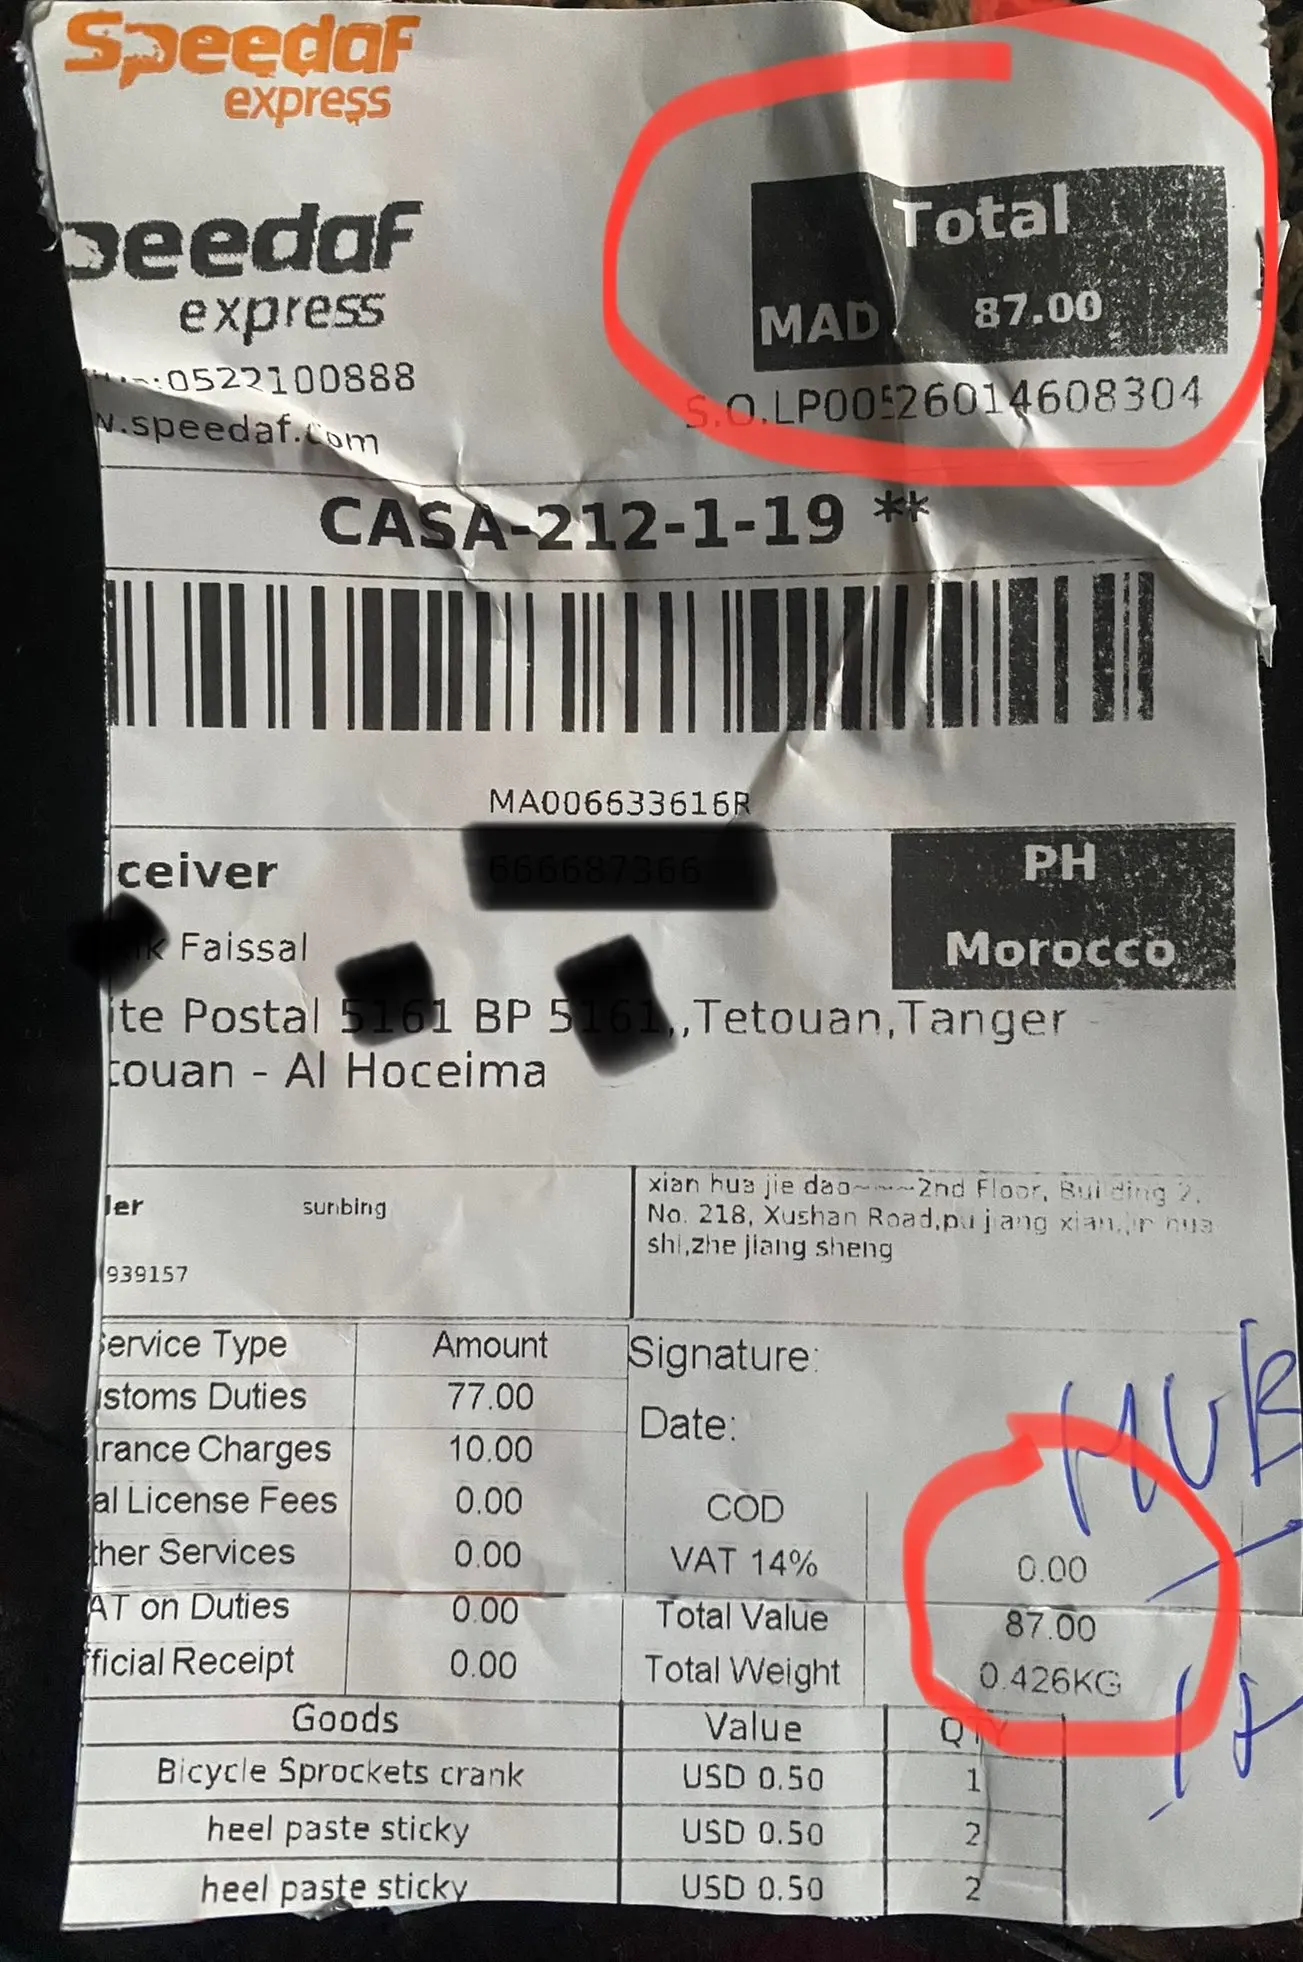 Speedaf
express
peedaf
express
:0522100888
w.speedaf.com
Total
MAD 87.00
S.O.LP00526014608304
CASA-212-1-19 **
MA006633616R
ceiver
Faissal
ite Postal BP ,,Tetouan,Tanger -
touan - Al Hoceima
PH
Morocco
der sunbing
939157
xian hua jie dao~~~~2nd Floor, Building 2,
No. 218, Xushan Road,pu jiang xian,jin hua
shi,zhe jiang sheng
Service Type Amount
ustoms Duties 77.00
arance Charges 10.00
al License Fees 0.00
ther Services 0.00
AT on Duties 0.00
fficial Receipt 0.00
Signature:
Date:
COD
VAT 14% 0.00
Total Value 87.00
Total Weight 0.426KG
HUB
Goods Value QTY
Bicycle Sprockets crank USD 0.50 1
heel paste sticky USD 0.50 2
heel paste sticky USD 0.50 2